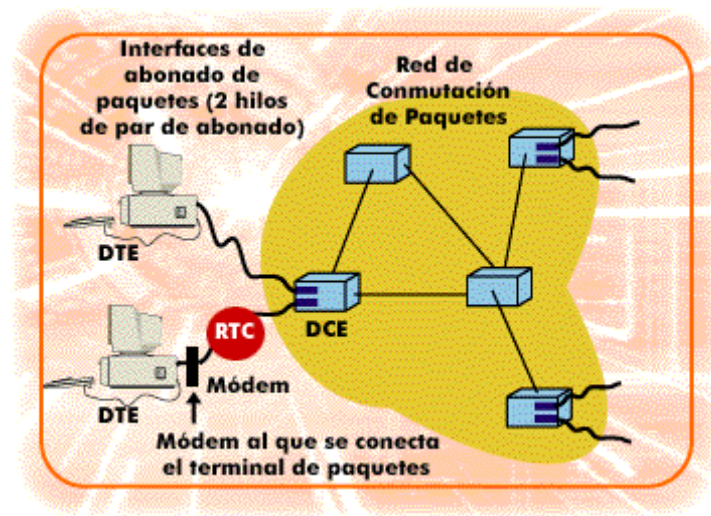 Interfaces de
abonado de
paquetes (2 hilos
de par de abonado)
Red de
Conmutación
de Paquetes
DTE
RTC
DCE
DTE
Módem
Módem al que se conecta
el terminal de paquetes